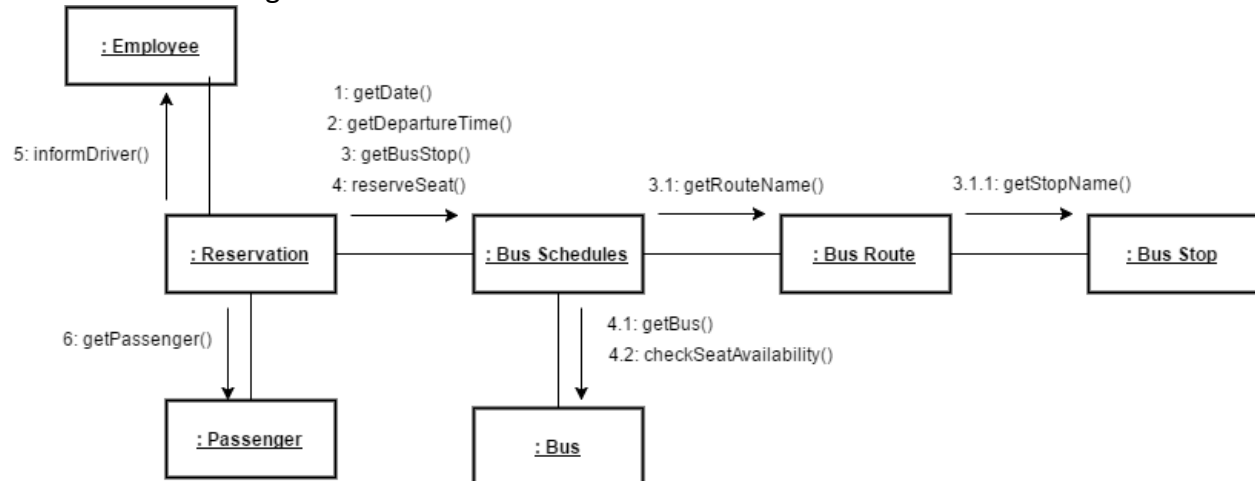 : Employee
1: getDate()
2: getDepartureTime()
5: informDriver()
3: getBusStop()
4: reserveSeat()
3.1: getRouteName()
3.1.1: getStopName()
: Reservation
: Bus Schedules
: Bus Route
: Bus Stop
6: getPassenger()
4.1: getBus()
4.2: checkSeatAvailability()
: Passenger
: Bus